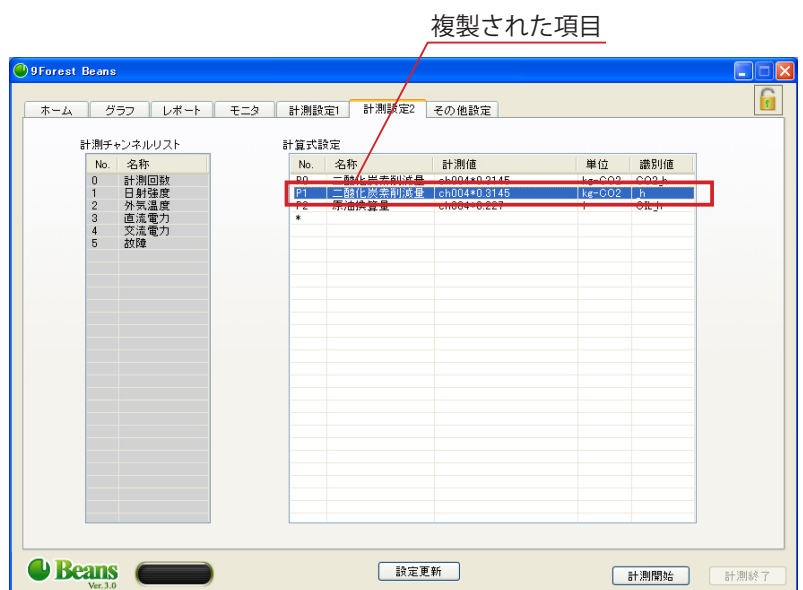 複製された項目
9Forest Beans
ホーム グラフ レポート モニタ 計測設定1 計測設定2 その他設定
計測チャンネルリスト 計算式設定
No. 名称 No. 名称 計測値 単位 識別値
0 計測回数 P0 二酸化炭素削減量 ch004*0.3145 kg-CO2 CO2_h
1 日射強度 P1 二酸化炭素削減量 ch004*0.3145 kg-CO2 _h
2 外気温度 P2 原油換算量 ch004*0.227 OIL_h
3 直流電力 *
4 交流電力
5 故障
Beans
Ver.3.0
設定更新 計測開始 計測終了